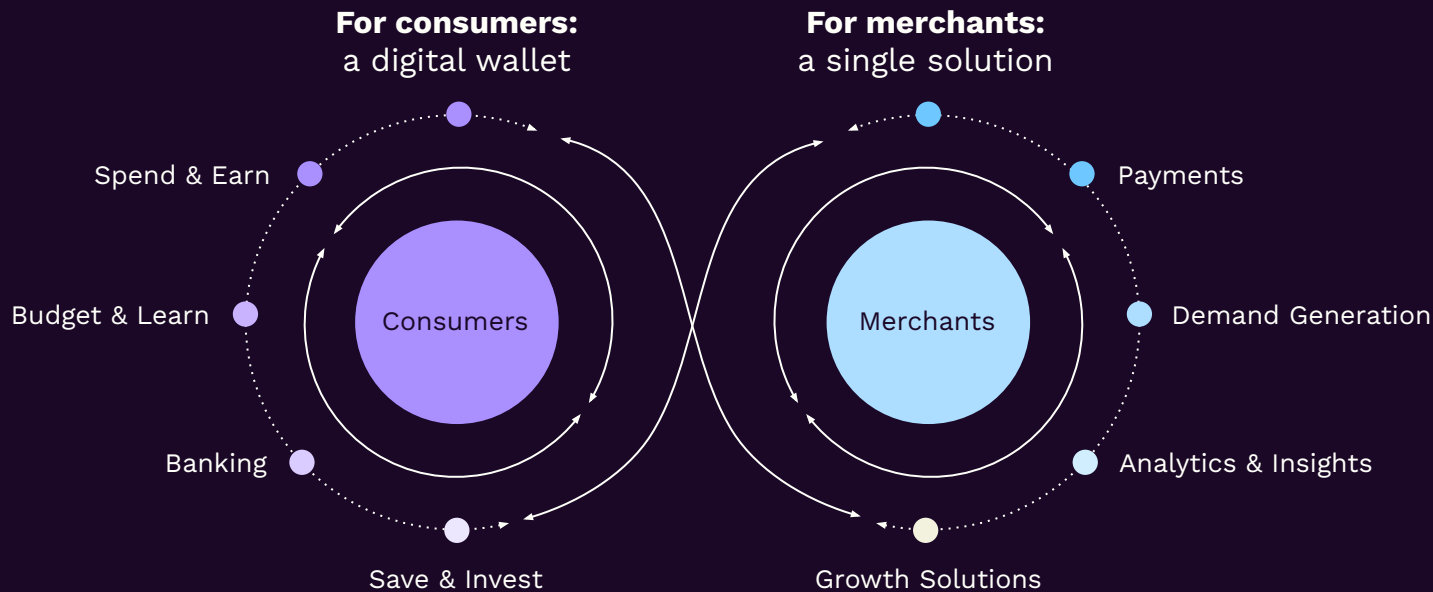 For consumers:
a digital wallet
For merchants:
a single solution
Spend & Earn
Budget & Learn
Banking
Save & Invest
Consumers
Merchants
Payments
Demand Generation
Analytics & Insights
Growth Solutions